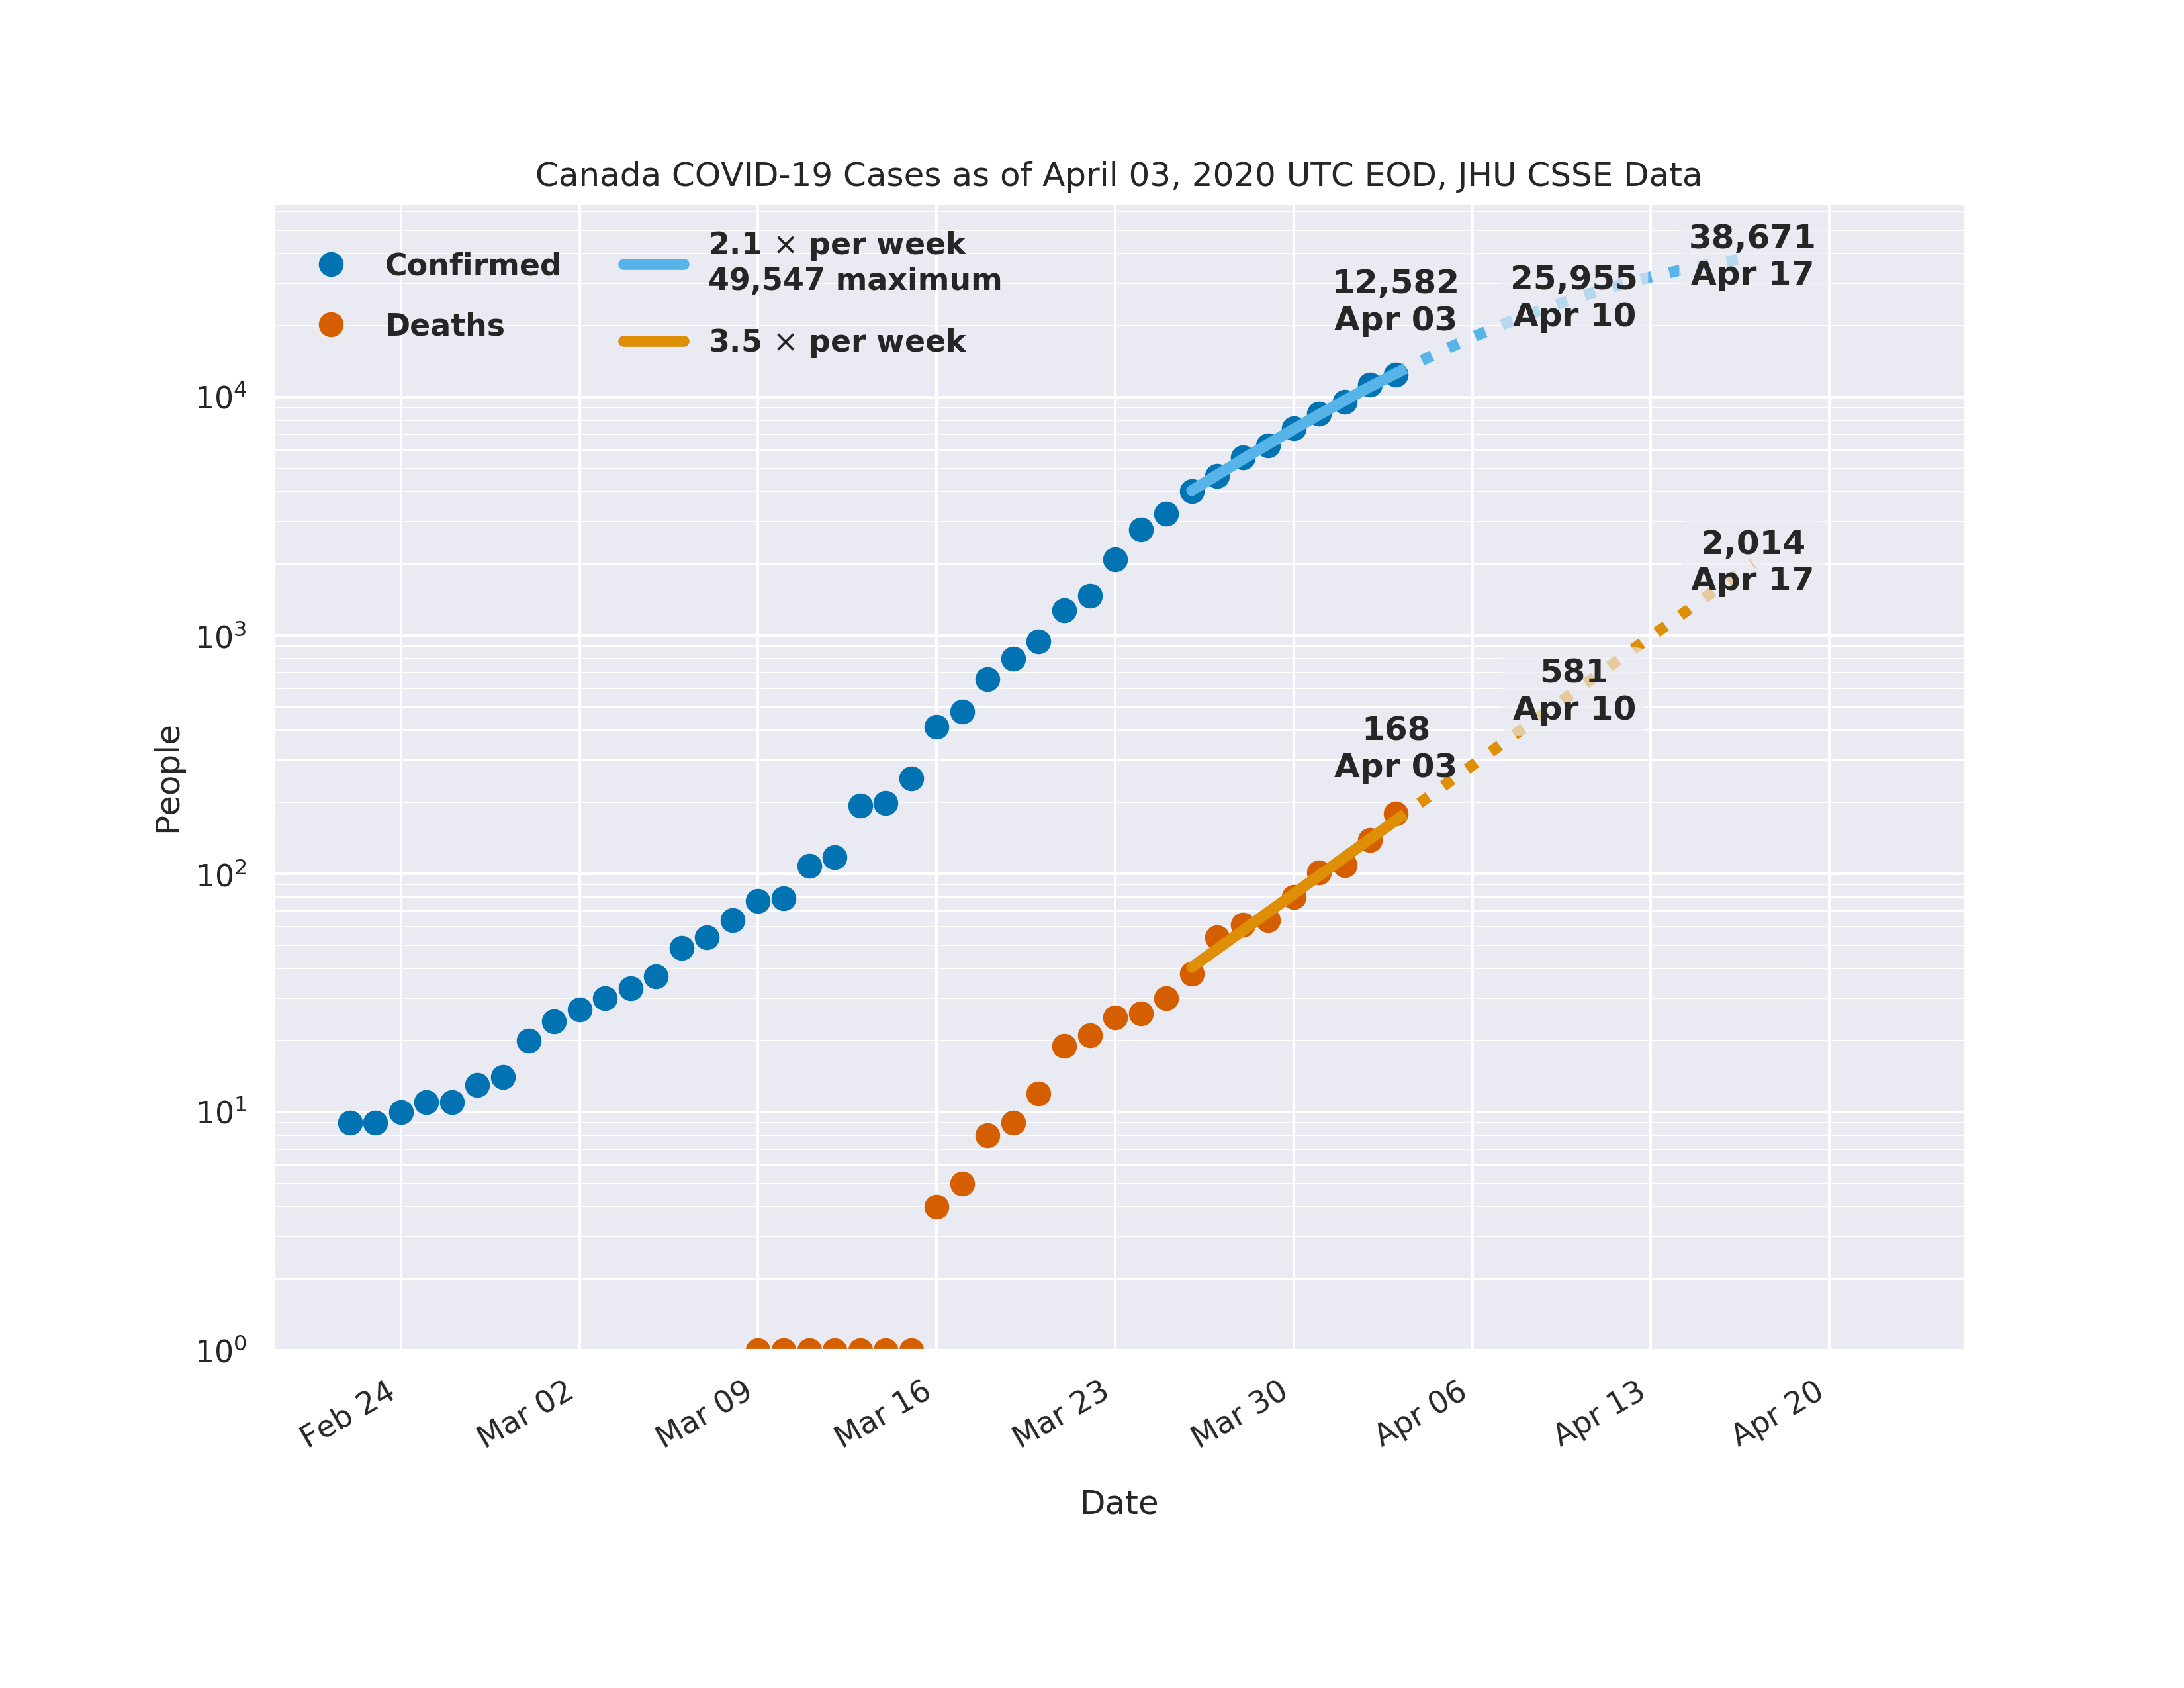 Canada COVID-19 Cases as of April 03, 2020 UTC EOD, JHU CSSE Data
Confirmed
Deaths
2.1 × per week
49,547 maximum
3.5 × per week
12,582
Apr 03
25,955
Apr 10
38,671
Apr 17
168
Apr 03
581
Apr 10
2,014
Apr 17
People
10⁴
10³
10²
10¹
10⁰
Feb 24
Mar 02
Mar 09
Mar 16
Mar 23
Mar 30
Apr 06
Apr 13
Apr 20
Date